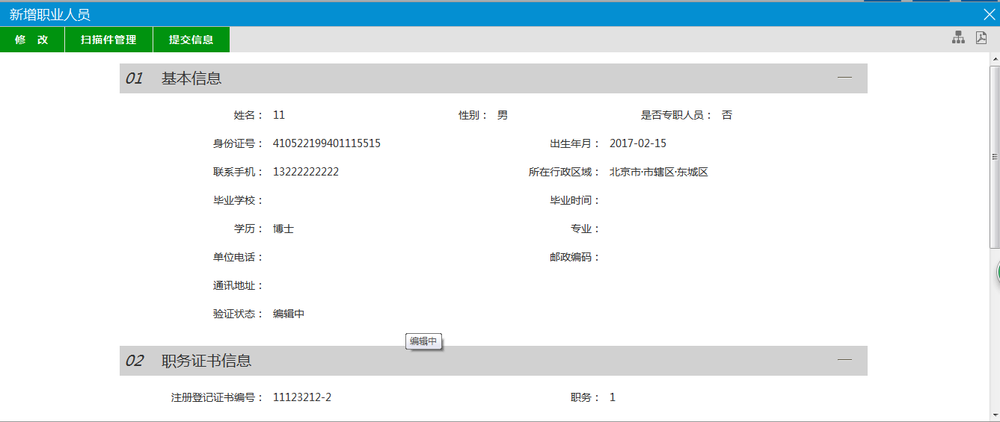 新增职业人员
修 改 扫描件管理 提交信息
01 基本信息
姓名： 11 性别： 男 是否专职人员： 否
身份证号： 410522199401115515 出生年月： 2017-02-15
联系手机： 13222222222 所在行政区域： 北京市·市辖区·东城区
毕业学校： 毕业时间：
学历： 博士 专业：
单位电话： 邮政编码：
通讯地址：
验证状态： 编辑中
编辑中
02 职务证书信息
注册登记证书编号： 11123212-2 职务： 1